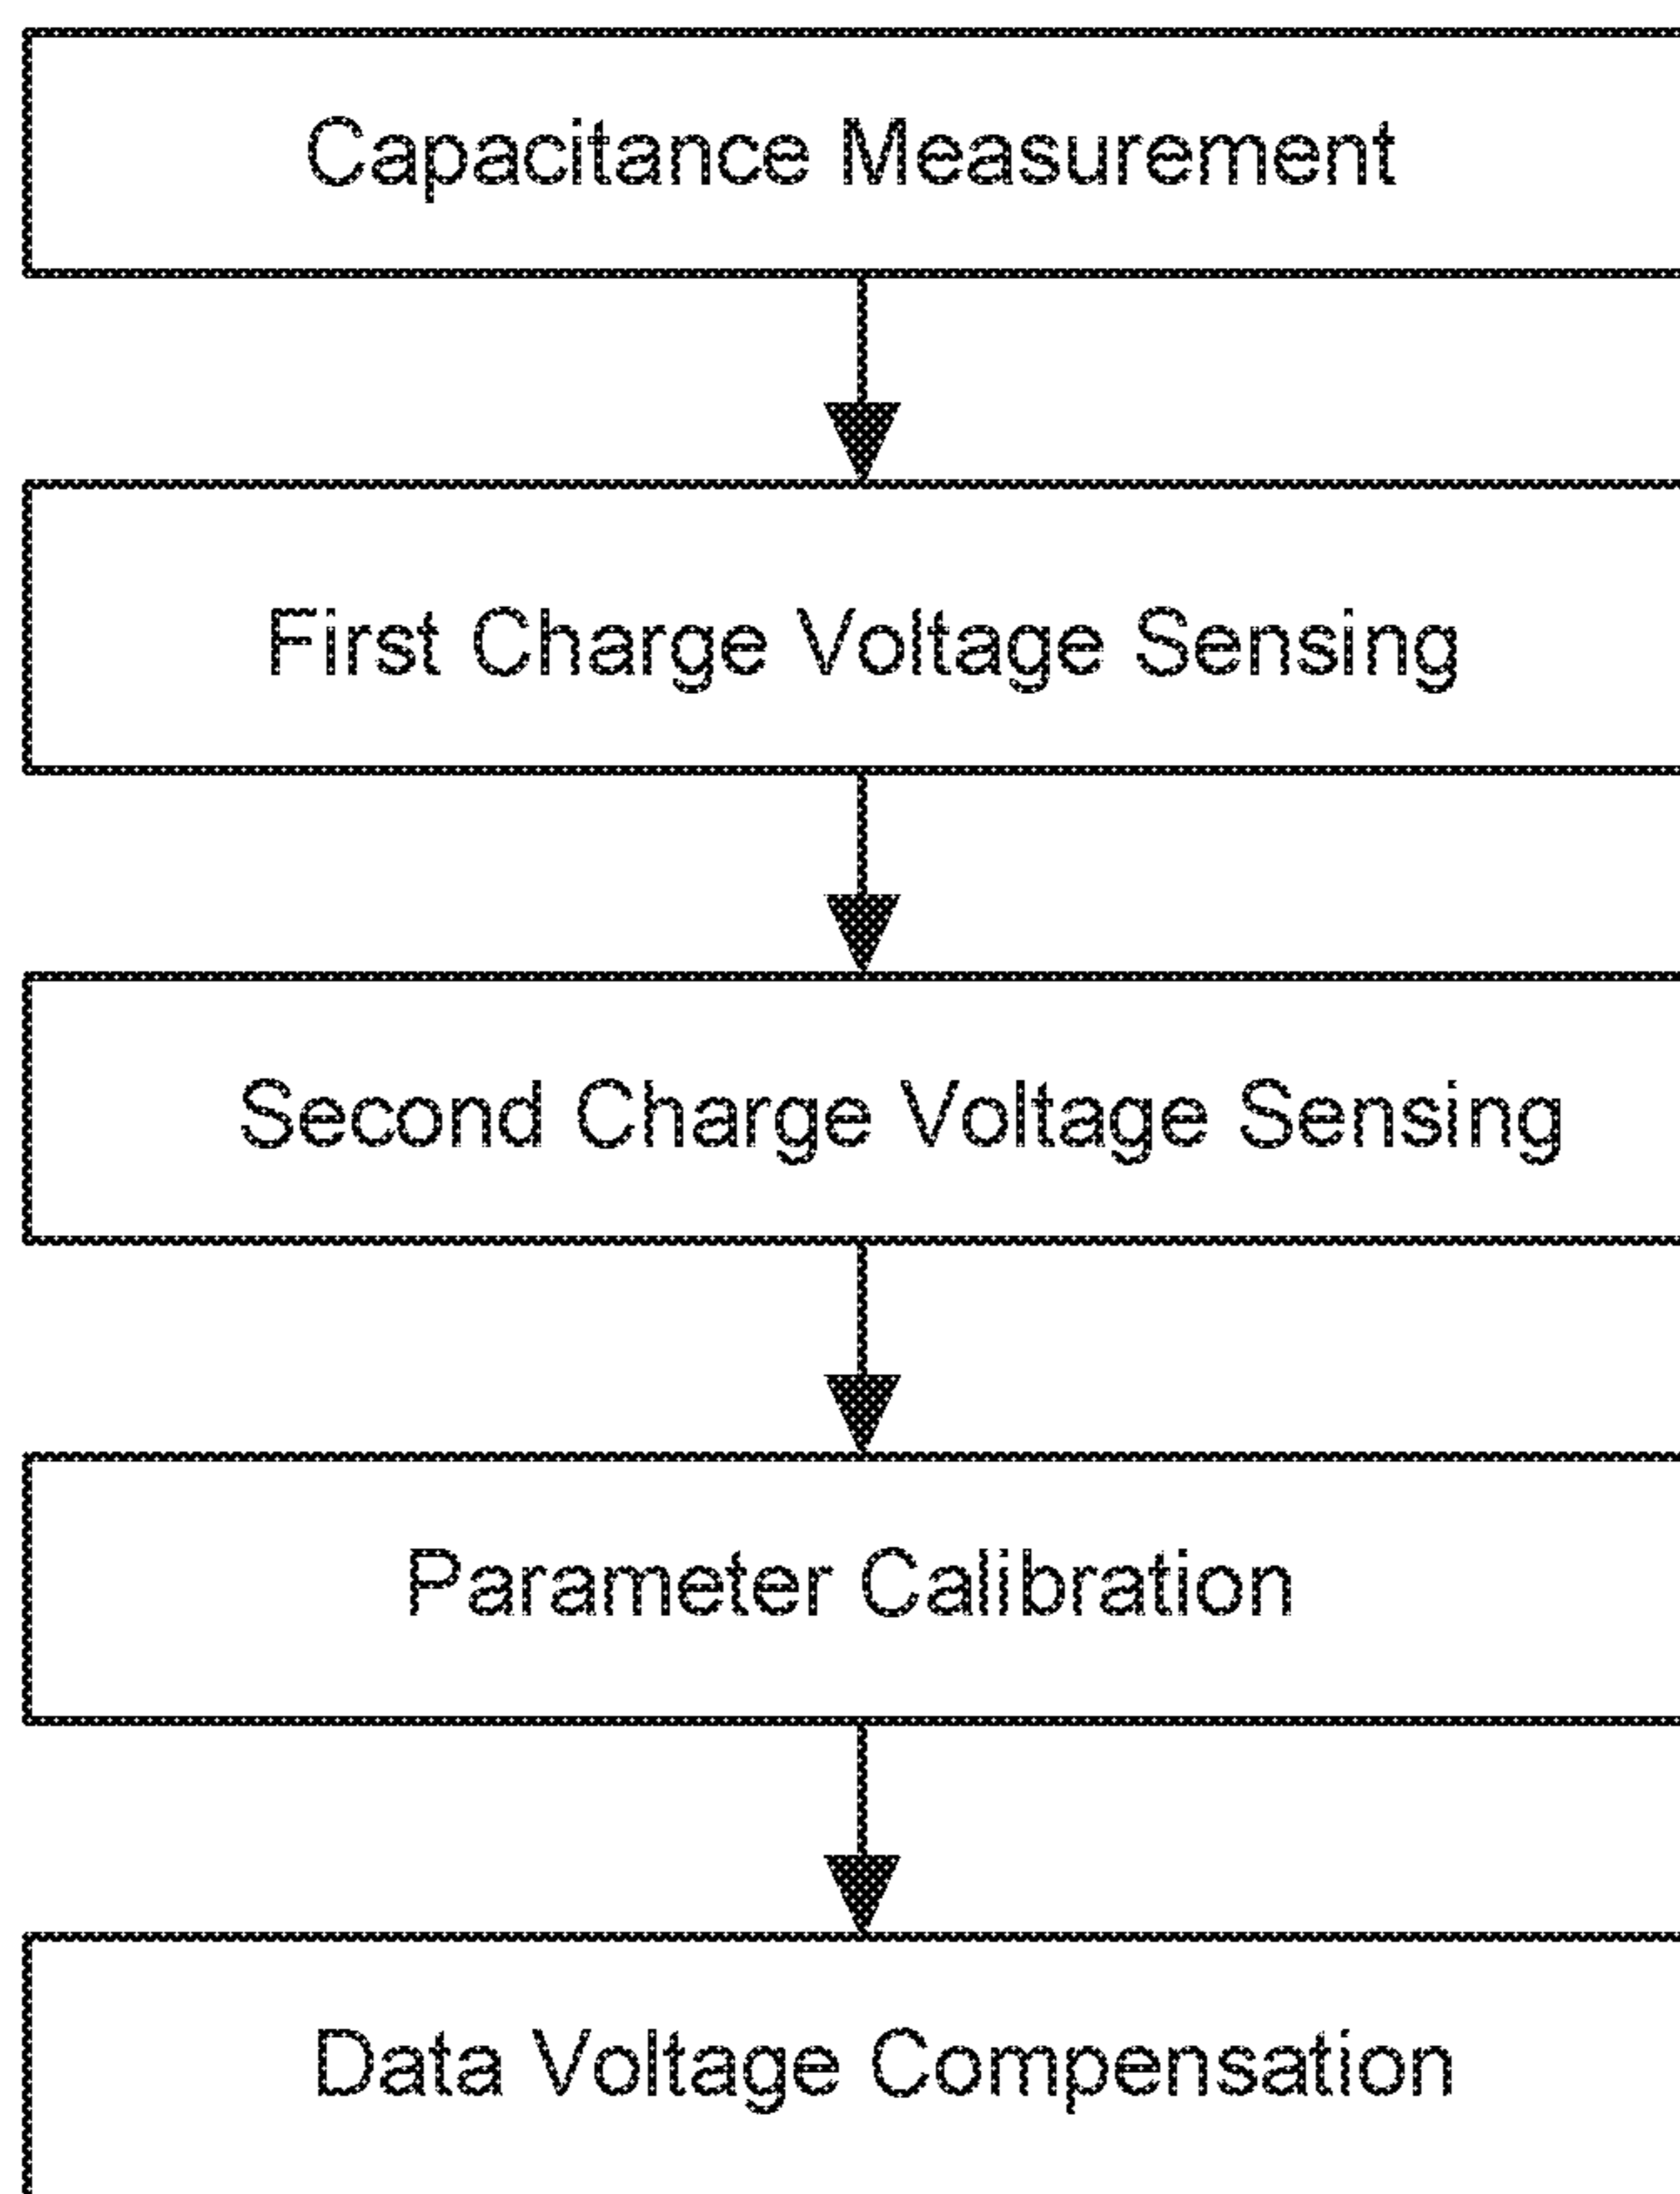 Capacitance Measurement
First Charge Voltage Sensing
Second Charge Voltage Sensing
Parameter Calibration
Data Voltage Compensation